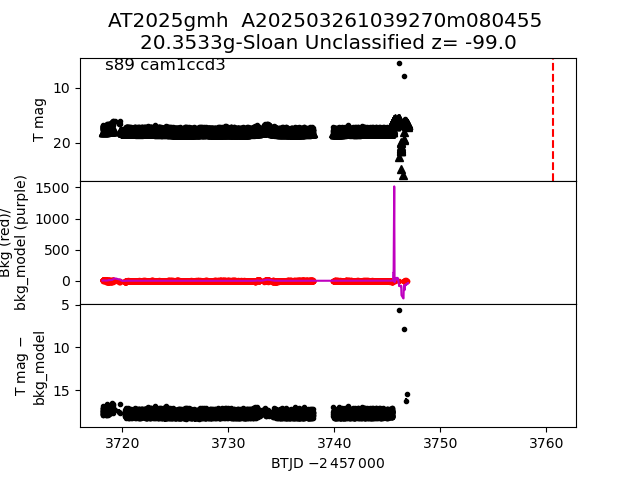 AT2025gmh A202503261039270m080455
20.3533g-Sloan Unclassified z= -99.0
s89 cam1ccd3
T mag
10
20
Bkg (red)/
bkg_model (purple)
1500
1000
500
0
T mag −
bkg_model
5
10
15
3720 3730 3740 3750 3760
BTJD −2 457 000